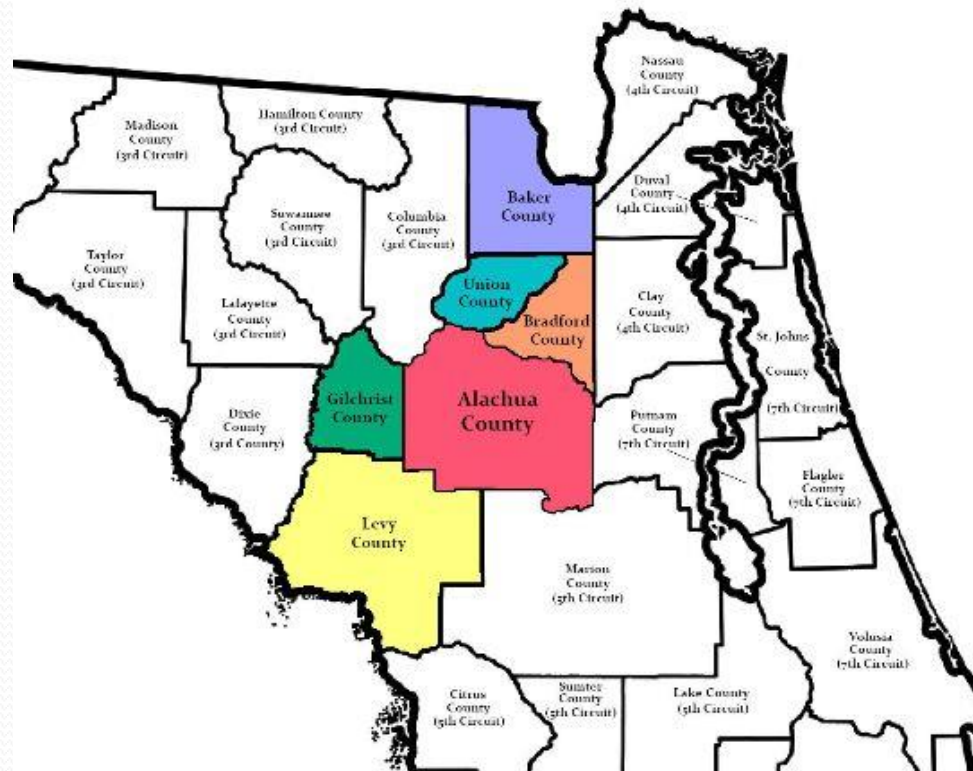 Nassau
County
(4th Circuit)
Madison
County
(3rd Circuit)
Hamilton County
(3rd Circuit)
Duval
County
(4th Circuit)
Baker
County
Suwannee
County
(3rd Circuit)
Columbia
County
(3rd Circuit)
Taylor
County
(3rd Circuit)
Union
County
Lafayette
County
(3rd Circuit)
Bradford
County
Clay
County
(4th Circuit)
St. Johns
County
(7th Circuit)
Gilchrist
County
Alachua
County
Dixie
County
(3rd County)
Putnam
County
(7th Circuit)
Flagler
County
(7th Circuit)
Levy
County
Marion
County
(5th Circuit)
Volusia
County
(7th Circuit)
Citrus
County
(5th Circuit)
Sumter
County
(5th Circuit)
Lake County
(5th Circuit)